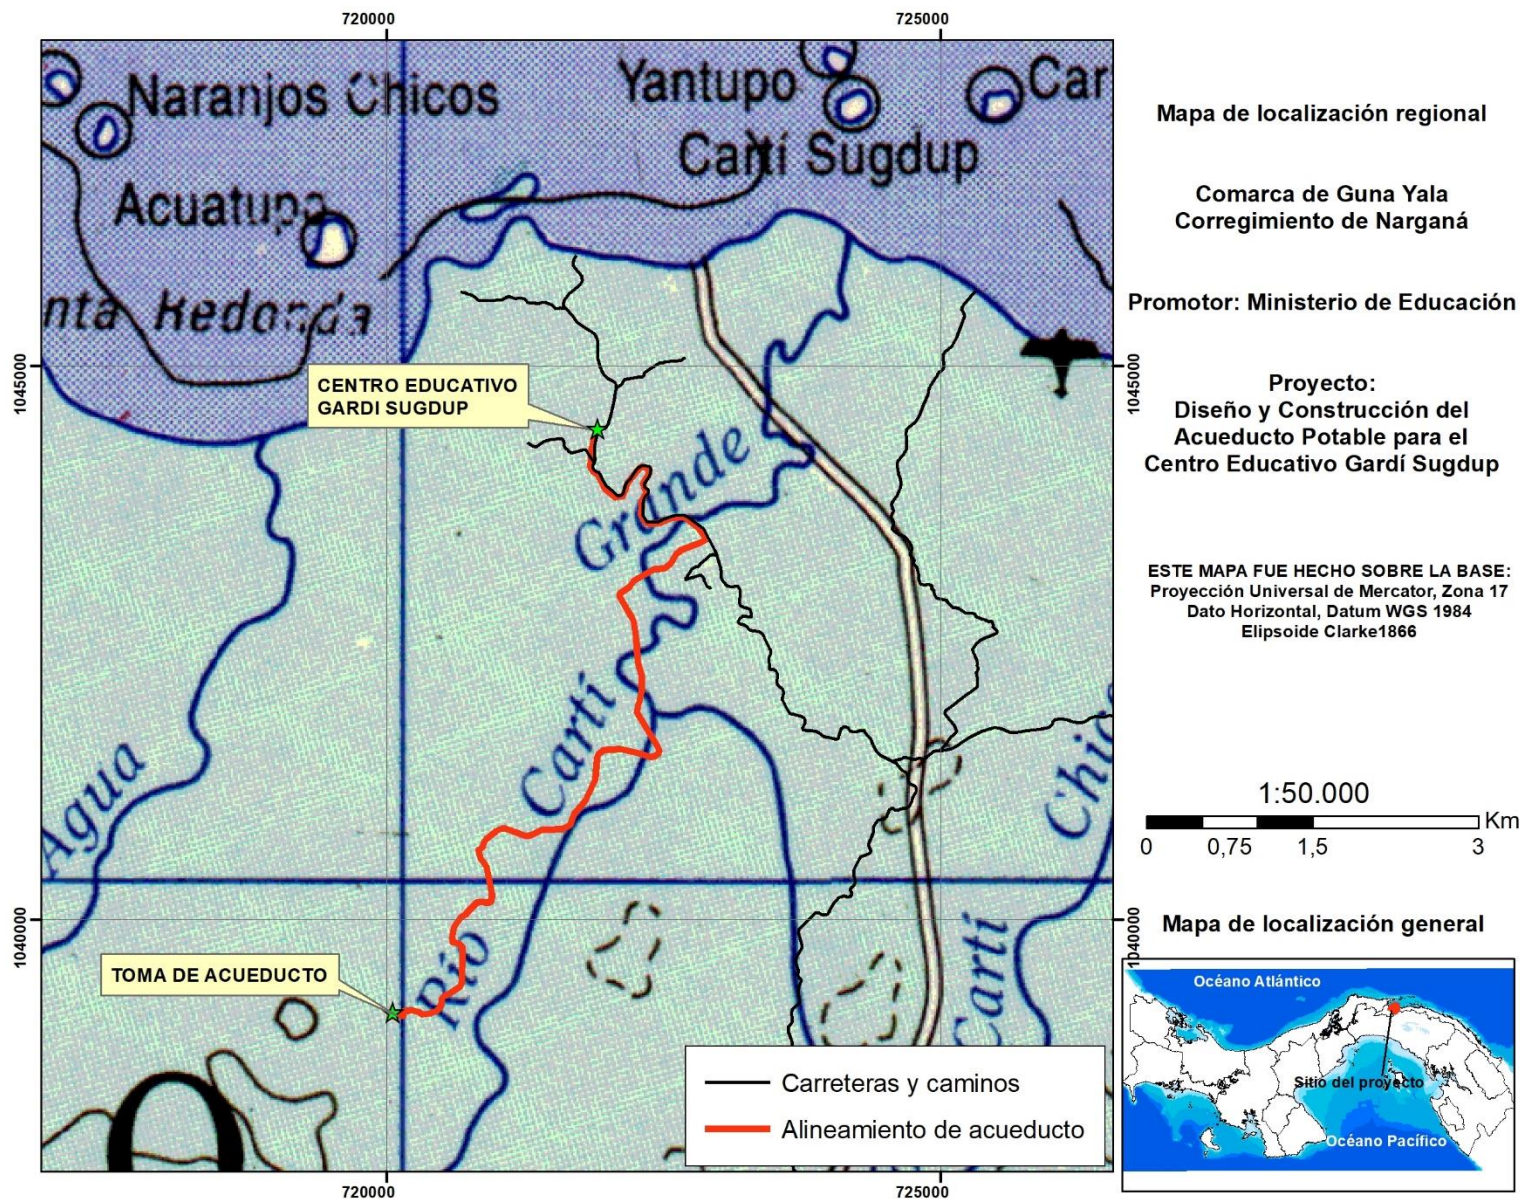 720000
725000
Naranjos Chicos
Yantupo
Car
Cartí Sugdup
Acuatupo
nta Redonda
1045000
1045000
CENTRO EDUCATIVO
GARDI SUGDUP
Grande
Cartí
Río
Agua
Chic
Cartí
1040000
1040000
TOMA DE ACUEDUCTO
O
Carreteras y caminos
Alineamiento de acueducto
720000
725000
Mapa de localización regional
Comarca de Guna Yala
Corregimiento de Narganá
Promotor: Ministerio de Educación
Proyecto:
Diseño y Construcción del
Acueducto Potable para el
Centro Educativo Gardí Sugdup
ESTE MAPA FUE HECHO SOBRE LA BASE:
Proyección Universal de Mercator, Zona 17
Dato Horizontal, Datum WGS 1984
Elipsoide Clarke1866
1:50.000
Km
0 0,75 1,5 3
Mapa de localización general
Océano Atlántico
Sitio del proyecto
Océano Pacífico